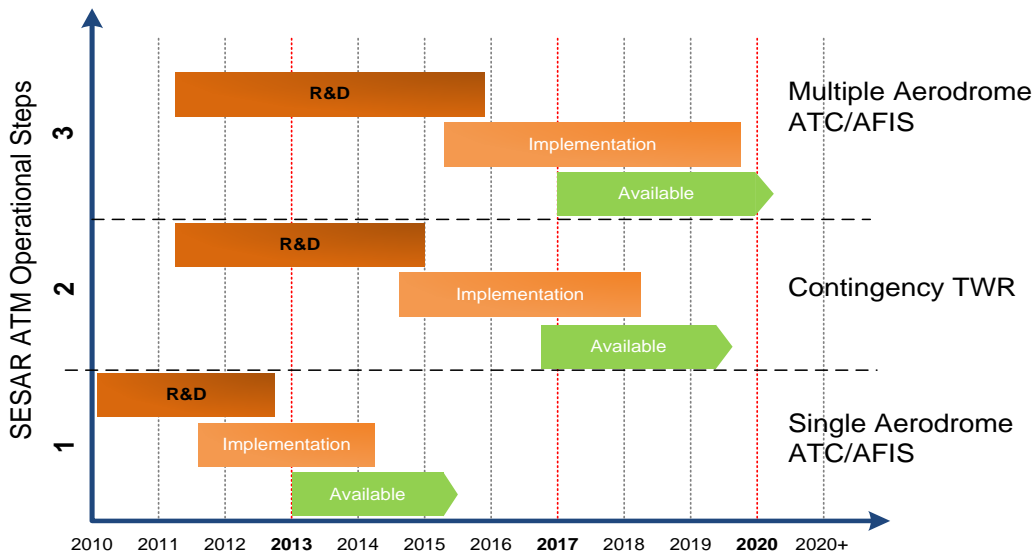 SESAR ATM Operational Steps
3
R&D
Implementation
Available
Multiple Aerodrome
ATC/AFIS
2
R&D
Implementation
Available
Contingency TWR
1
R&D
Implementation
Available
Single Aerodrome
ATC/AFIS
2010 2011 2012 2013 2014 2015 2016 2017 2018 2019 2020 2020+